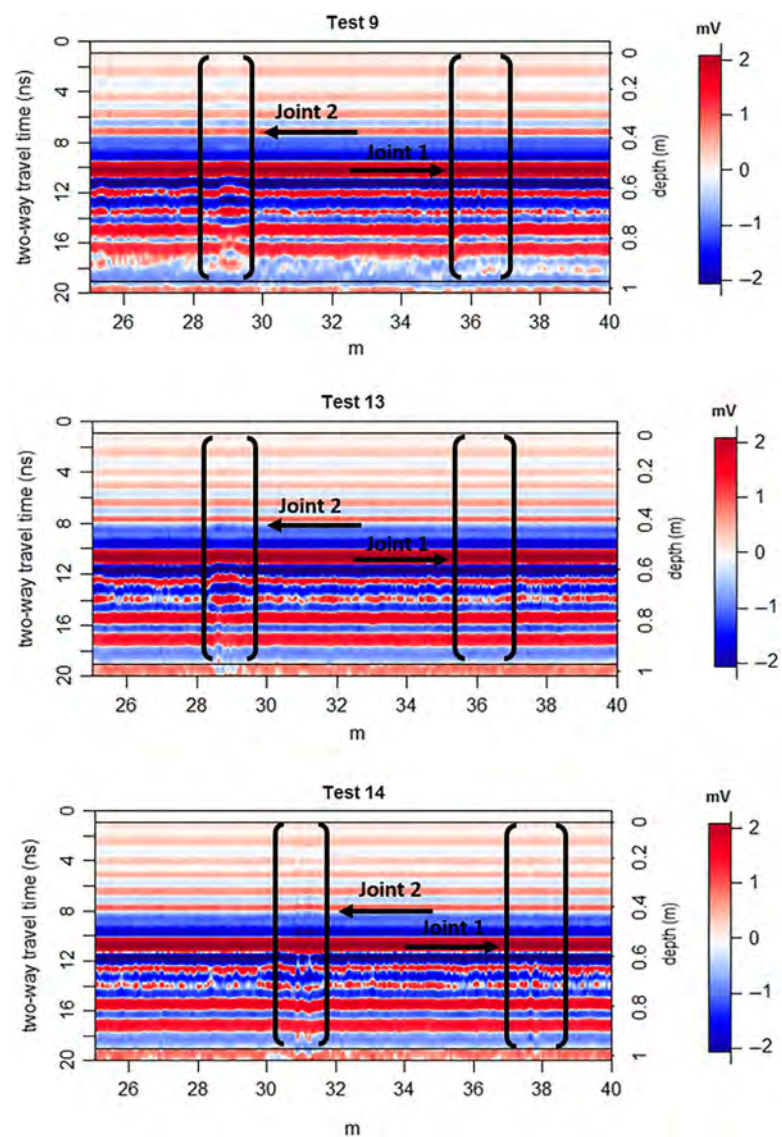 Test 9
mV
two-way travel time (ns)
0
4
8
12
16
20
Joint 2
Joint 1
0
0.2
0.4
0.6
0.8
1
depth (m)
2
1
0
−1
−2
26 28 30 32 34 36 38 40
m
Test 13
mV
two-way travel time (ns)
0
4
8
12
16
20
Joint 2
Joint 1
0
0.2
0.4
0.6
0.8
1
depth (m)
2
1
0
−1
−2
26 28 30 32 34 36 38 40
m
Test 14
mV
two-way travel time (ns)
0
4
8
12
16
20
Joint 2
Joint 1
0
0.2
0.4
0.6
0.8
1
depth (m)
2
1
0
−1
−2
26 28 30 32 34 36 38 40
m